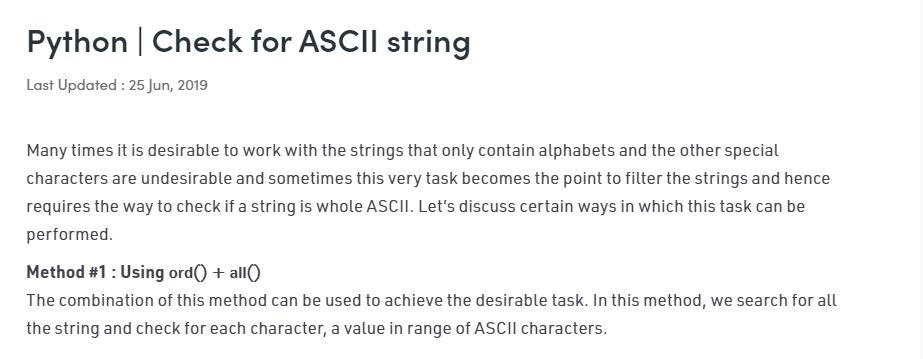 Python | Check for ASCII string
Last Updated : 25 Jun, 2019
Many times it is desirable to work with the strings that only contain alphabets and the other special
characters are undesirable and sometimes this very task becomes the point to filter the strings and hence
requires the way to check if a string is whole ASCII. Let's discuss certain ways in which this task can be
performed.
Method #1 : Using ord() + all()
The combination of this method can be used to achieve the desirable task. In this method, we search for all
the string and check for each character, a value in range of ASCII characters.